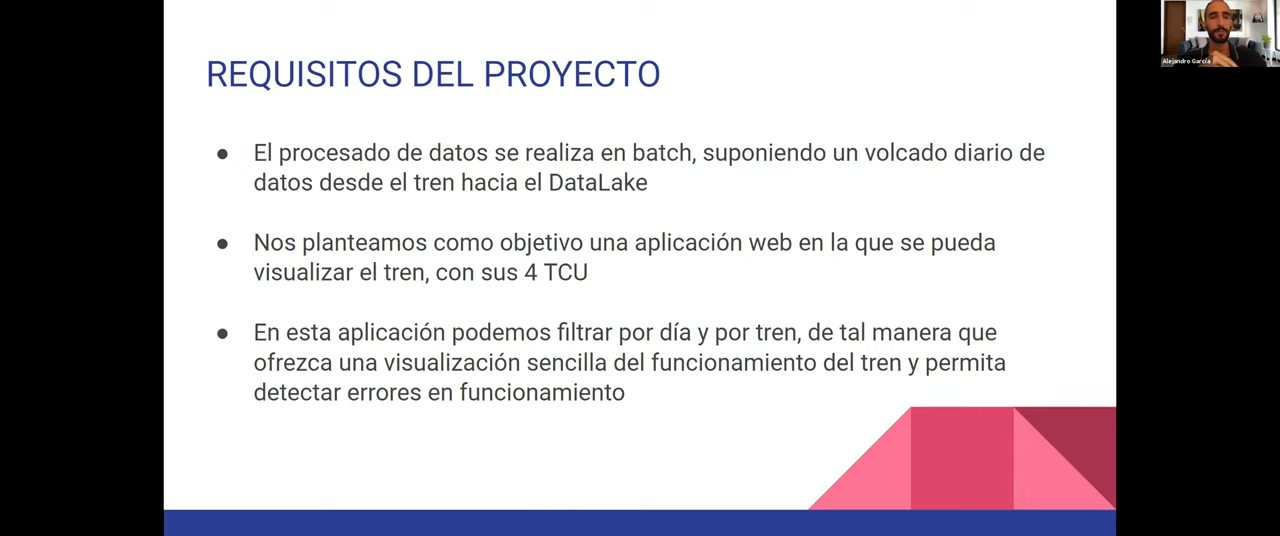 REQUISITOS DEL PROYECTO
● El procesado de datos se realiza en batch, suponiendo un volcado diario de
datos desde el tren hacia el DataLake
● Nos planteamos como objetivo una aplicación web en la que se pueda
visualizar el tren, con sus 4 TCU
● En esta aplicación podemos filtrar por día y por tren, de tal manera que
ofrezca una visualización sencilla del funcionamiento del tren y permita
detectar errores en funcionamiento
Alejandro García